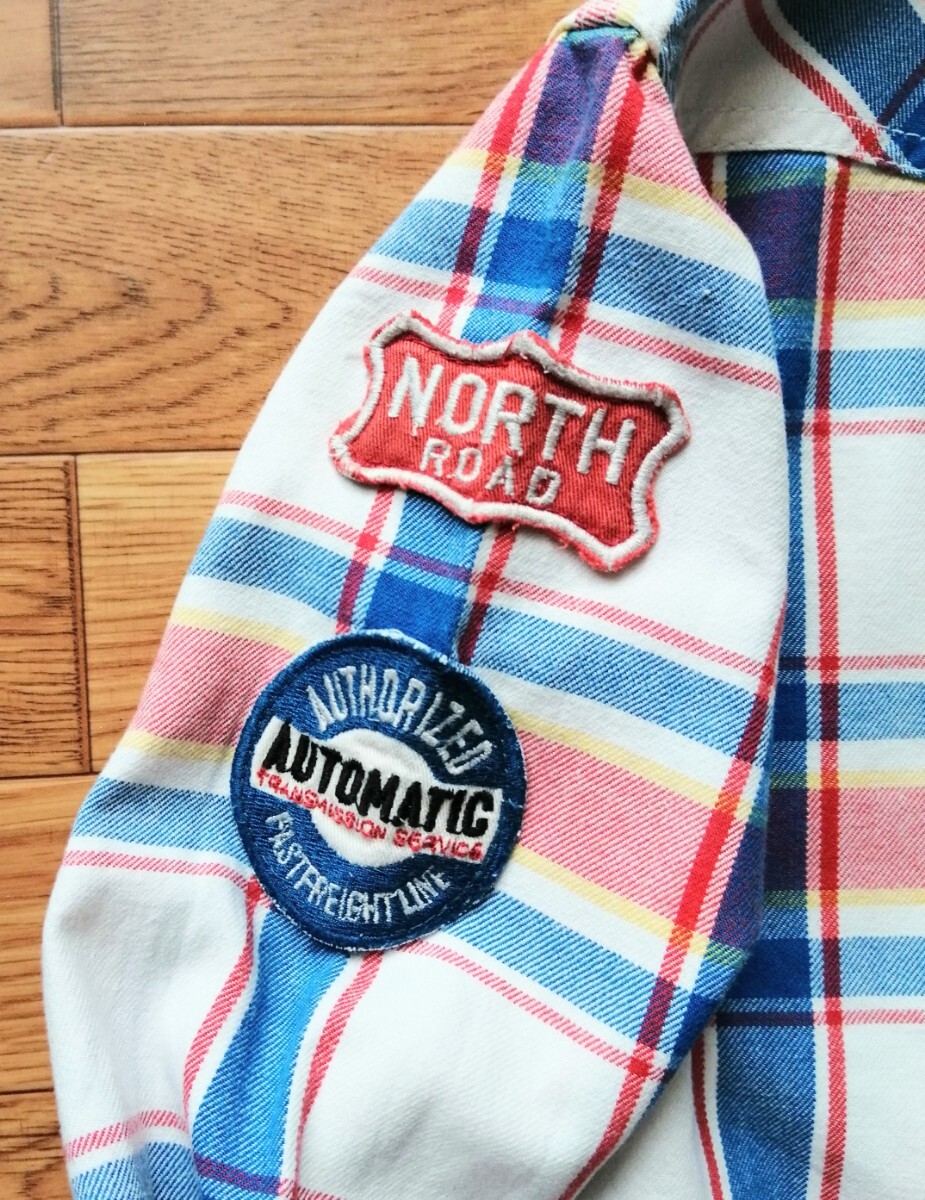 NORTH
ROAD
AUTHORIZED
AUTOMATIC
TRANSMISSION SERVICE
FASTFREIGHTLINE